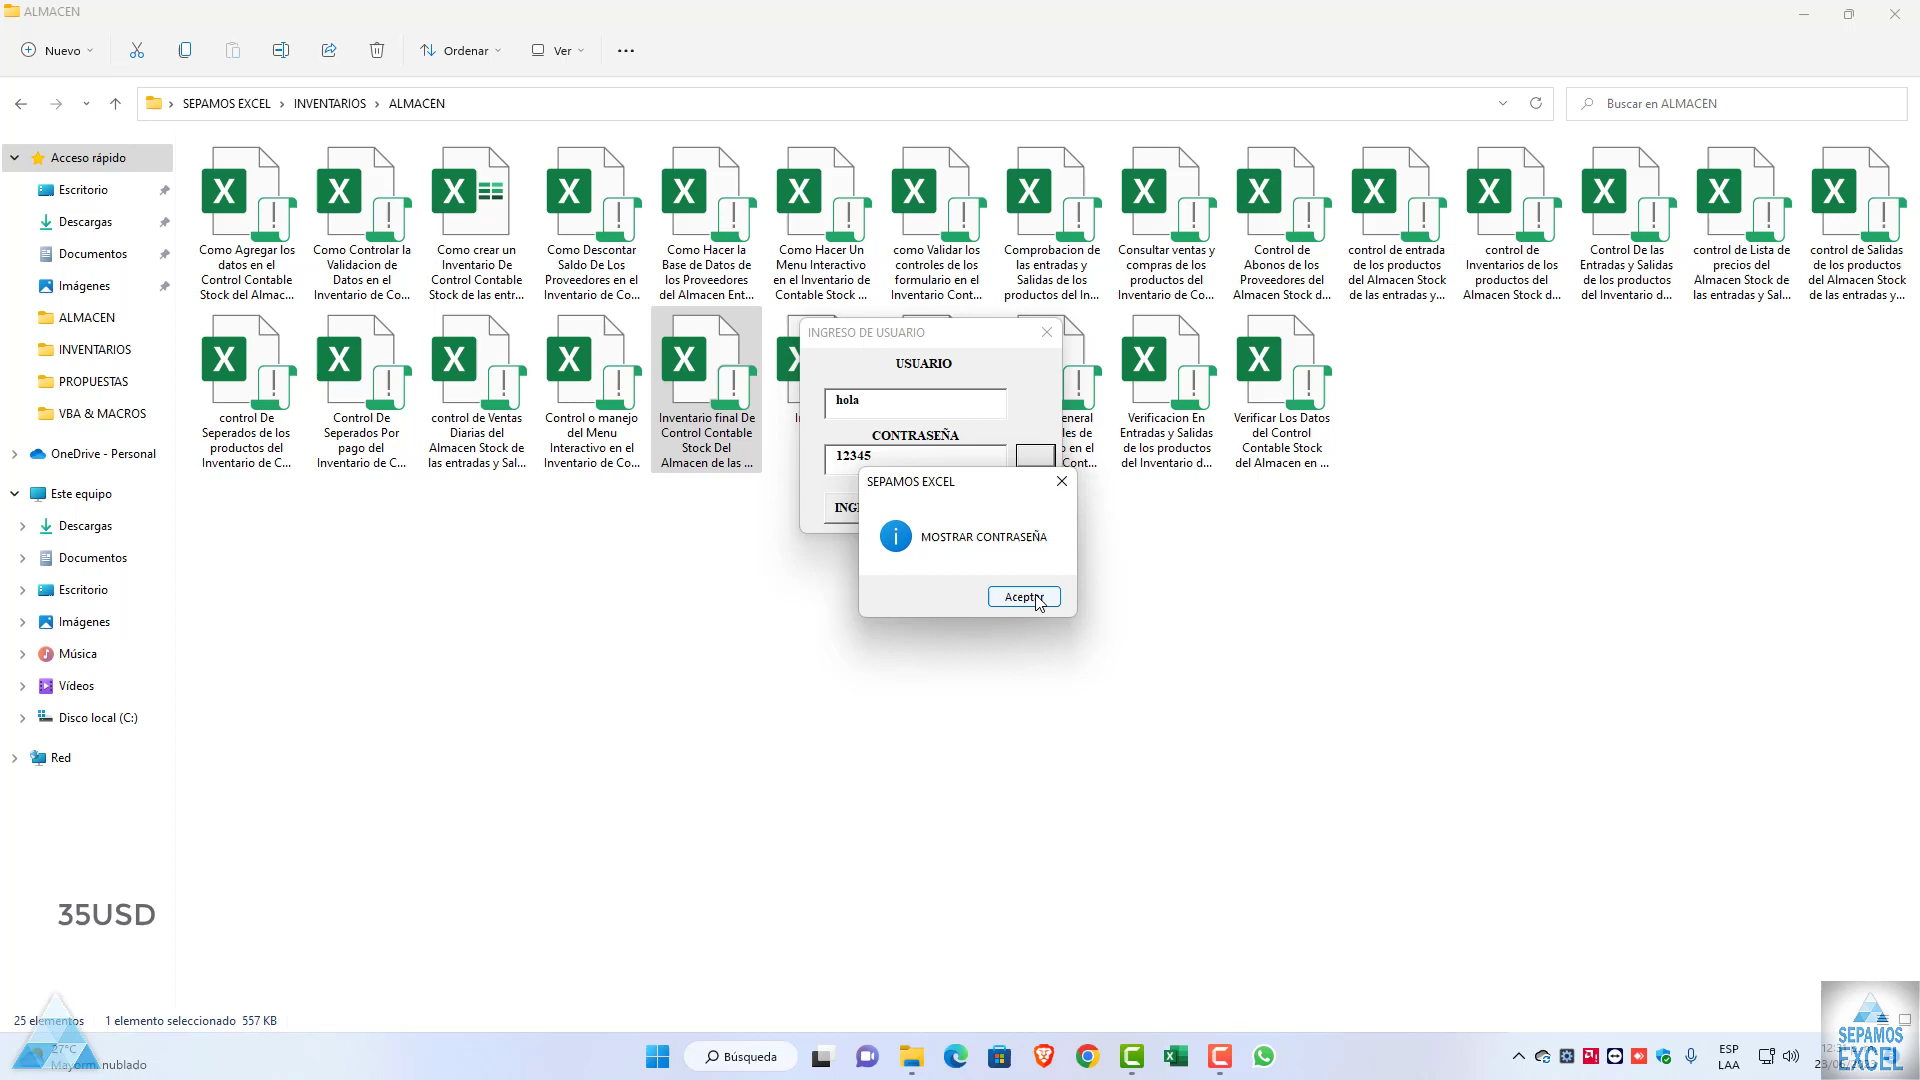 ALMACEN
Nuevo
Ordenar
Ver
SEPAMOS EXCEL > INVENTARIOS > ALMACEN
Buscar en ALMACEN
Acceso rápido
Escritorio
Descargas
Documentos
Imágenes
ALMACEN
INVENTARIOS
PROPUESTAS
VBA & MACROS
OneDrive - Personal
Este equipo
Descargas
Documentos
Escritorio
Imágenes
Música
Vídeos
Disco local (C:)
Red
Como Agregar los
datos en el
Control Contable
Stock del Almac...
Como Controlar la
Validacion de
Datos en el
Inventario de Co...
Como crear un
Inventario De
Control Contable
Stock de las entr...
Como Descontar
Saldo De Los
Proveedores en el
Inventario de Co...
Como Hacer la
Base de Datos de
los Proveedores
del Almacen Ent...
Como Hacer Un
Menu Interactivo
en el Inventario de
Contable Stock ...
como Validar los
controles de los
formulario en el
Inventario Cont...
Comprobacion de
las entradas y
Salidas de los
productos del In...
Consultar ventas y
compras de los
productos del
Inventario de Co...
Control de
Abonos de los
Proveedores del
Almacen Stock d...
control de entrada
de los productos
del Almacen Stock
de las entradas y...
control de
Inventarios de los
productos del
Almacen Stock d...
Control De las
Entradas y Salidas
de los productos
del Inventario d...
control de Lista de
precios del
Almacen Stock de
las entradas y Sal...
control de Salidas
de los productos
del Almacen Stock
de las entradas y...
control De
Seperados de los
productos del
Inventario de C...
Control De
Seperados Por
pago del
Inventario de C...
control de Ventas
Diarias del
Almacen Stock de
las entradas y Sal...
Control o manejo
del Menu
Interactivo en el
Inventario de Co...
Inventario final De
Control Contable
Stock Del
Almacen de las ...
Verificacion En
Entradas y Salidas
de los productos
del Inventario d...
Verificar Los Datos
del Control
Contable Stock
del Almacen en ...
INGRESO DE USUARIO
USUARIO
hola
CONTRASEÑA
12345
SEPAMOS EXCEL
MOSTRAR CONTRASEÑA
Aceptar
35USD
25 elementos
1 elemento seleccionado 557 KB
27°C
Mayorm. nublado
Búsqueda
ESP
LAA
SEPAMOS
EXCEL